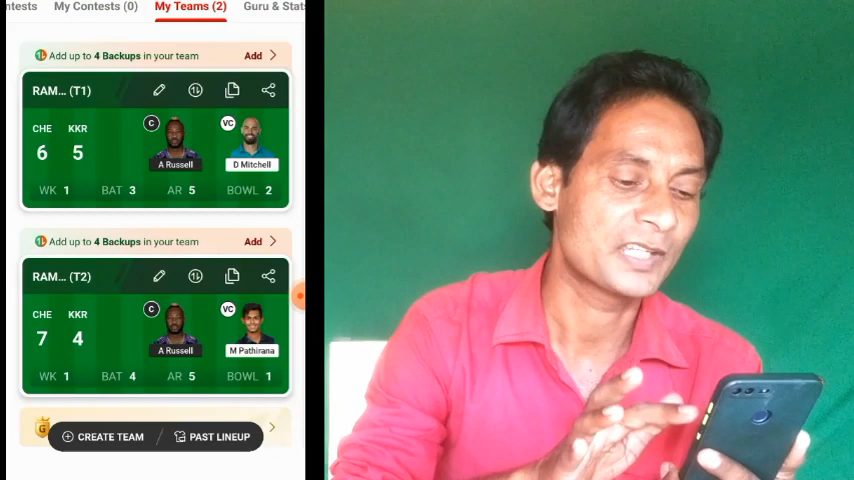 ntests My Contests (0) My Teams (2) Guru & Stats
Add up to 4 Backups in your team Add
RAM... (T1)
CHE KKR C VC
6 5
A Russell D Mitchell
WK 1 BAT 3 AR 5 BOWL 2
Add up to 4 Backups in your team Add
RAM... (T2)
CHE KKR C VC
7 4
A Russell M Pathirana
WK 1 BAT 4 AR 5 BOWL 1
G
CREATE TEAM / PAST LINEUP